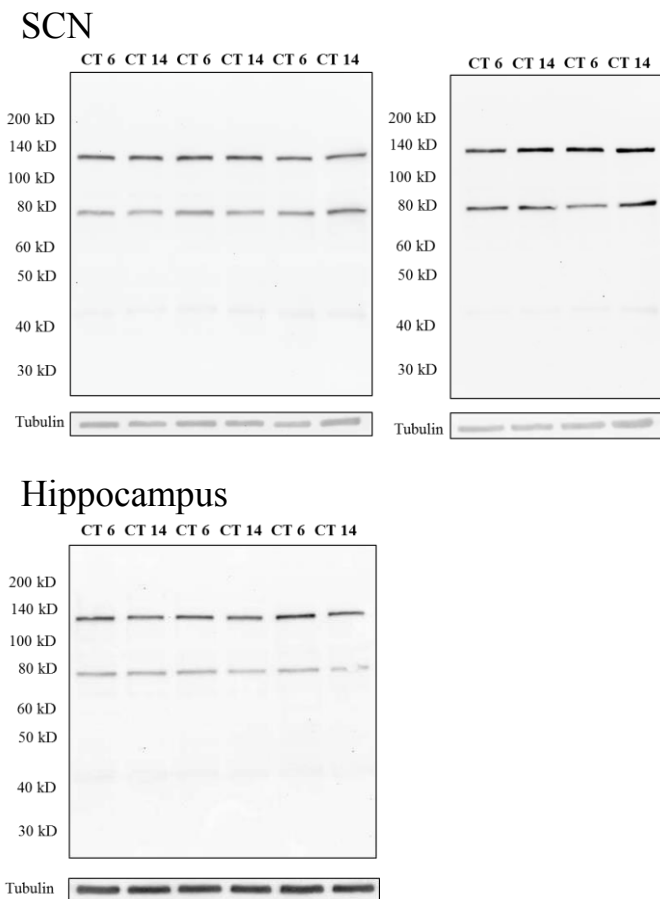 SCN
CT 6 CT 14 CT 6 CT 14 CT 6 CT 14
200 kD
140 kD
100 kD
80 kD
60 kD
50 kD
40 kD
30 kD
Tubulin
CT 6 CT 14 CT 6 CT 14
200 kD
140 kD
100 kD
80 kD
60 kD
50 kD
40 kD
30 kD
Tubulin
Hippocampus
CT 6 CT 14 CT 6 CT 14 CT 6 CT 14
200 kD
140 kD
100 kD
80 kD
60 kD
50 kD
40 kD
30 kD
Tubulin